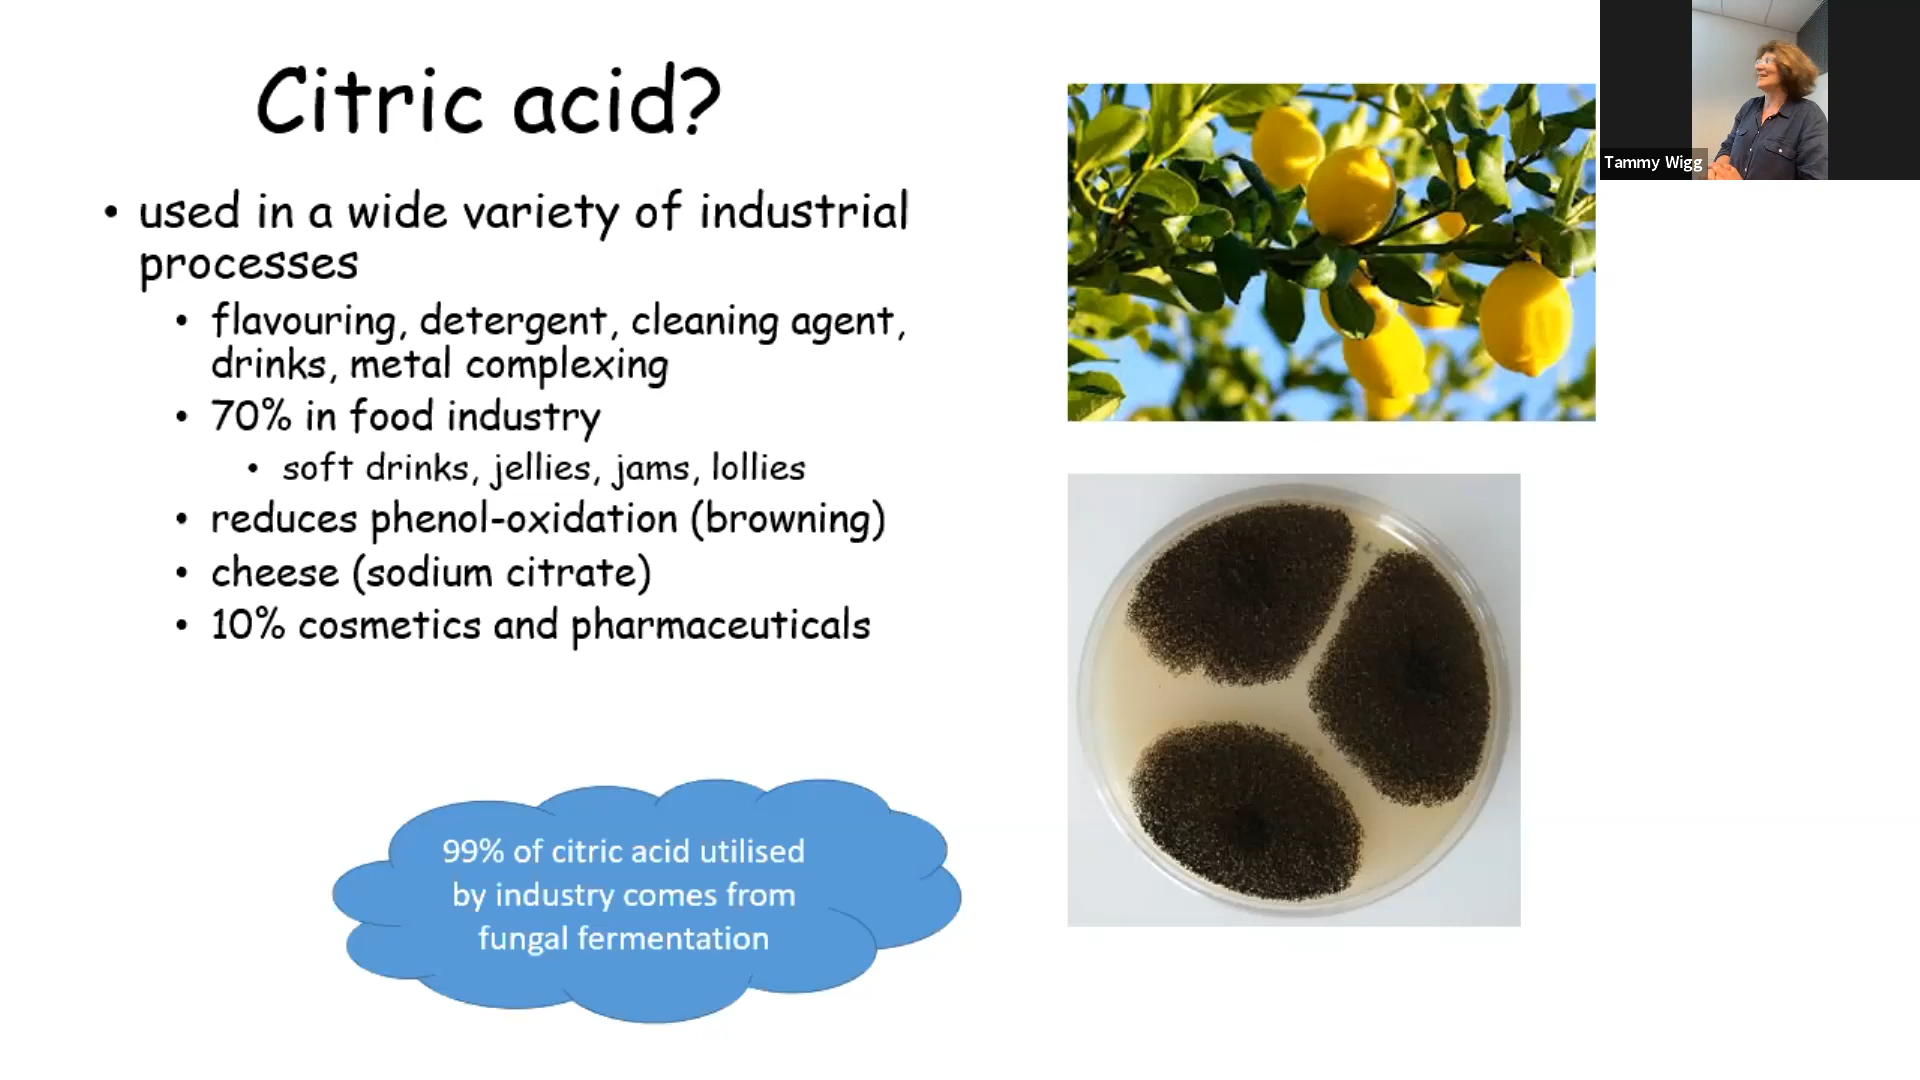 Citric acid?
• used in a wide variety of industrial
processes
• flavouring, detergent, cleaning agent,
drinks, metal complexing
• 70% in food industry
• soft drinks, jellies, jams, lollies
• reduces phenol-oxidation (browning)
• cheese (sodium citrate)
• 10% cosmetics and pharmaceuticals
99% of citric acid utilised
by industry comes from
fungal fermentation
Tammy Wigg